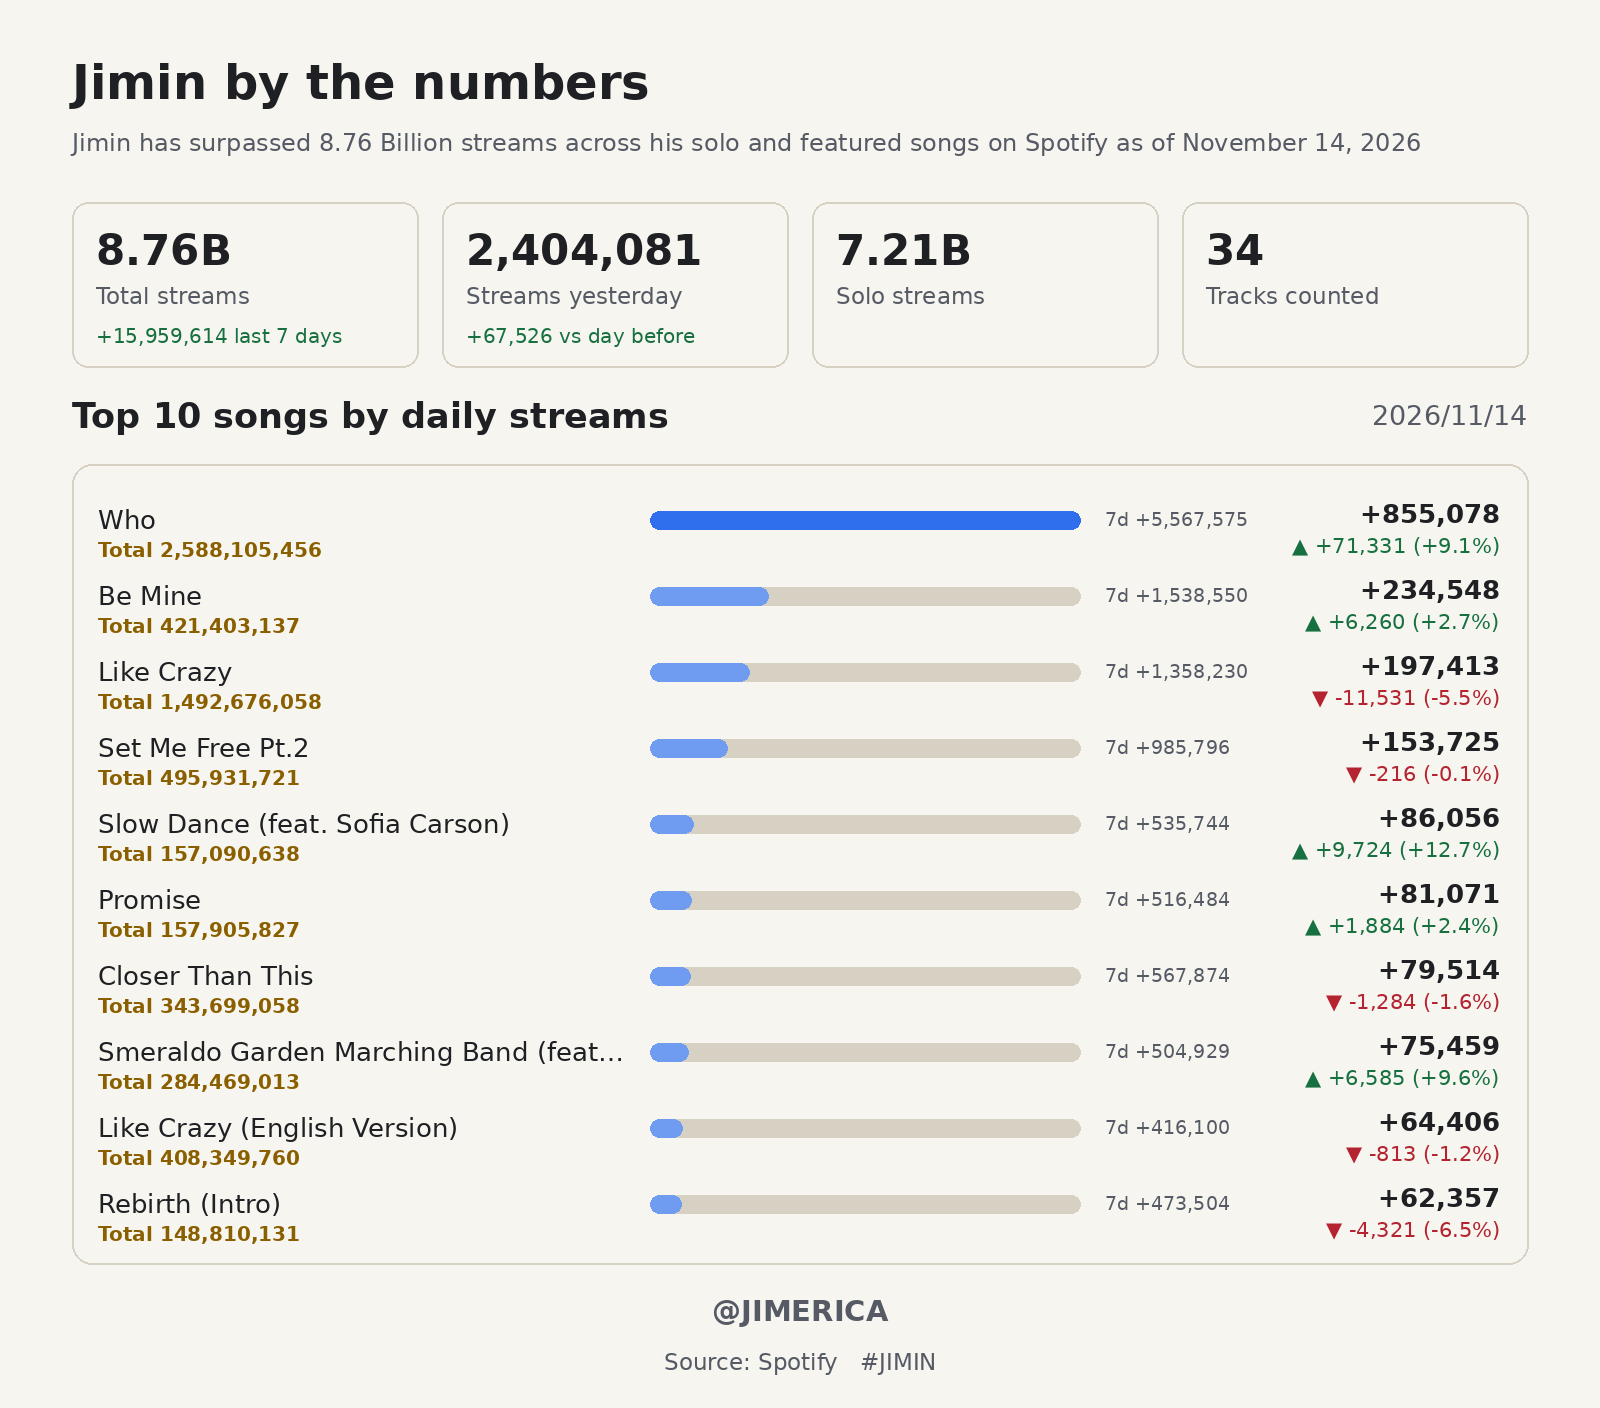 Jimin by the numbers
Jimin has surpassed 8.76 Billion streams across his solo and featured songs on Spotify as of November 14, 2026
8.76B
Total streams
+15,959,614 last 7 days
2,404,081
Streams yesterday
+67,526 vs day before
7.21B
Solo streams
34
Tracks counted
Top 10 songs by daily streams
2026/11/14
Who
Total 2,588,105,456
7d +5,567,575
+855,078
▲ +71,331 (+9.1%)
Be Mine
Total 421,403,137
7d +1,538,550
+234,548
▲ +6,260 (+2.7%)
Like Crazy
Total 1,492,676,058
7d +1,358,230
+197,413
▼ -11,531 (-5.5%)
Set Me Free Pt.2
Total 495,931,721
7d +985,796
+153,725
▼ -216 (-0.1%)
Slow Dance (feat. Sofia Carson)
Total 157,090,638
7d +535,744
+86,056
▲ +9,724 (+12.7%)
Promise
Total 157,905,827
7d +516,484
+81,071
▲ +1,884 (+2.4%)
Closer Than This
Total 343,699,058
7d +567,874
+79,514
▼ -1,284 (-1.6%)
Smeraldo Garden Marching Band (feat…
Total 284,469,013
7d +504,929
+75,459
▲ +6,585 (+9.6%)
Like Crazy (English Version)
Total 408,349,760
7d +416,100
+64,406
▼ -813 (-1.2%)
Rebirth (Intro)
Total 148,810,131
7d +473,504
+62,357
▼ -4,321 (-6.5%)
@JIMERICA
Source: Spotify #JIMIN